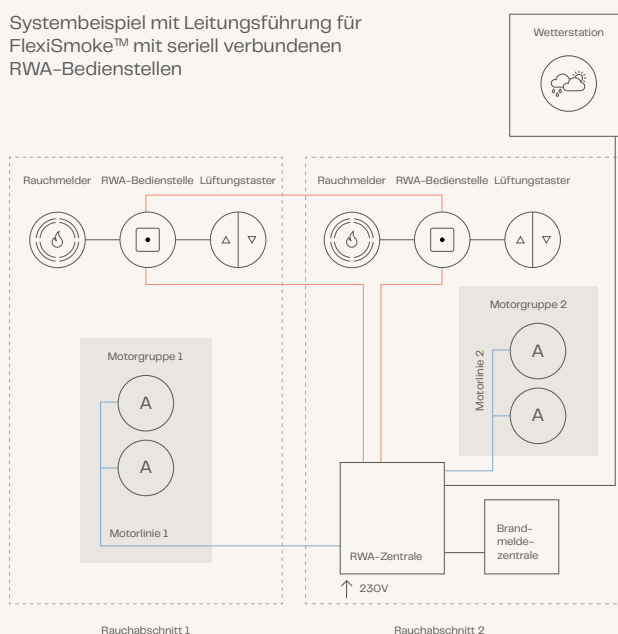 Systembeispiel mit Leitungsführung für
FlexiSmoke™ mit seriell verbundenen
RWA-Bedienstellen
Wetterstation
Rauchmelder RWA-Bedienstelle Lüftungstaster
Rauchmelder RWA-Bedienstelle Lüftungstaster
Motorgruppe 2
Motorlinie 2
A
A
Motorgruppe 1
A
A
Motorlinie 1
RWA-Zentrale
Brand-
melde-
zentrale
230V
Rauchabschnitt 1
Rauchabschnitt 2